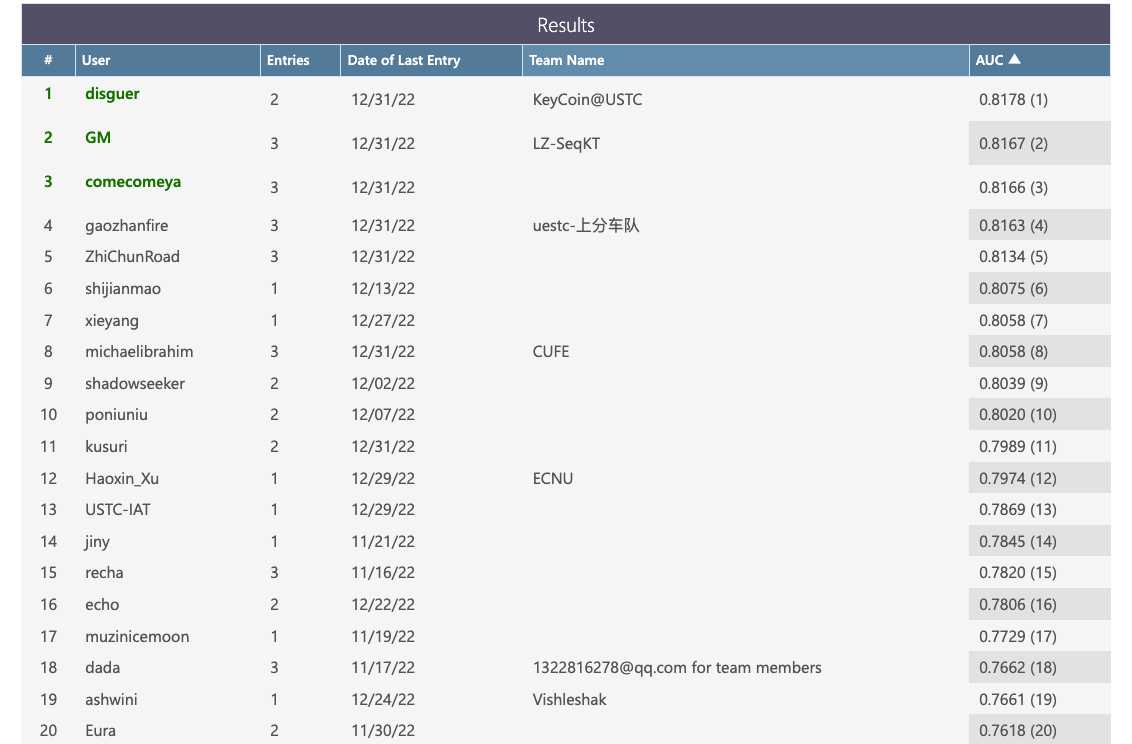 Results
# User Entries Date of Last Entry Team Name AUC ▲
1 disguer 2 12/31/22 KeyCoin@USTC 0.8178 (1)
2 GM 3 12/31/22 LZ-SeqKT 0.8167 (2)
3 comecomeya 3 12/31/22 0.8166 (3)
4 gaozhanfire 3 12/31/22 uestc-上分车队 0.8163 (4)
5 ZhiChunRoad 3 12/31/22 0.8134 (5)
6 shijianmao 1 12/13/22 0.8075 (6)
7 xieyang 1 12/27/22 0.8058 (7)
8 michaelibrahim 3 12/31/22 CUFE 0.8058 (8)
9 shadowseeker 2 12/02/22 0.8039 (9)
10 poniuniu 2 12/07/22 0.8020 (10)
11 kusuri 2 12/31/22 0.7989 (11)
12 Haoxin_Xu 1 12/29/22 ECNU 0.7974 (12)
13 USTC-IAT 1 12/29/22 0.7869 (13)
14 jiny 1 11/21/22 0.7845 (14)
15 recha 3 11/16/22 0.7820 (15)
16 echo 2 12/22/22 0.7806 (16)
17 muzinicemoon 1 11/19/22 0.7729 (17)
18 dada 3 11/17/22 1322816278@qq.com for team members 0.7662 (18)
19 ashwini 1 12/24/22 Vishleshak 0.7661 (19)
20 Eura 2 11/30/22 0.7618 (20)